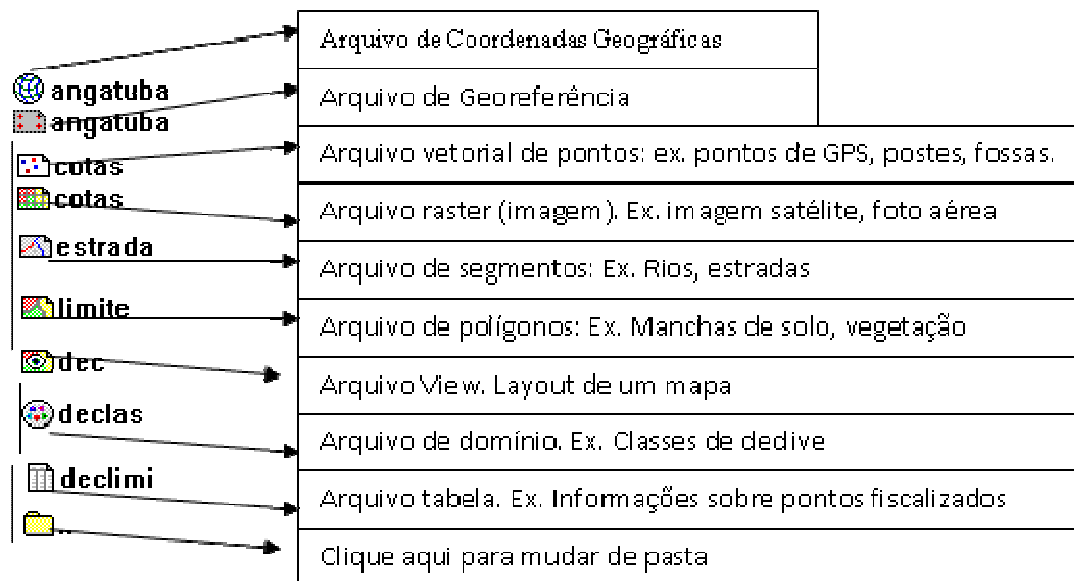 Arquivo de Coordenadas Geográficas
angatuba
Arquivo de Georeferência
angatuba
Arquivo vetorial de pontos: ex. pontos de GPS, postes, fossas.
cotas
Arquivo raster (imagem). Ex. imagem satélite, foto aérea
cotas
Arquivo de segmentos: Ex. Rios, estradas
estrada
Arquivo de polígonos: Ex. Manchas de solo, vegetação
limite
Arquivo View. Layout de um mapa
dec
Arquivo de domínio. Ex. Classes de declive
declas
Arquivo tabela. Ex. Informações sobre pontos fiscalizados
declimi
Clique aqui para mudar de pasta
..